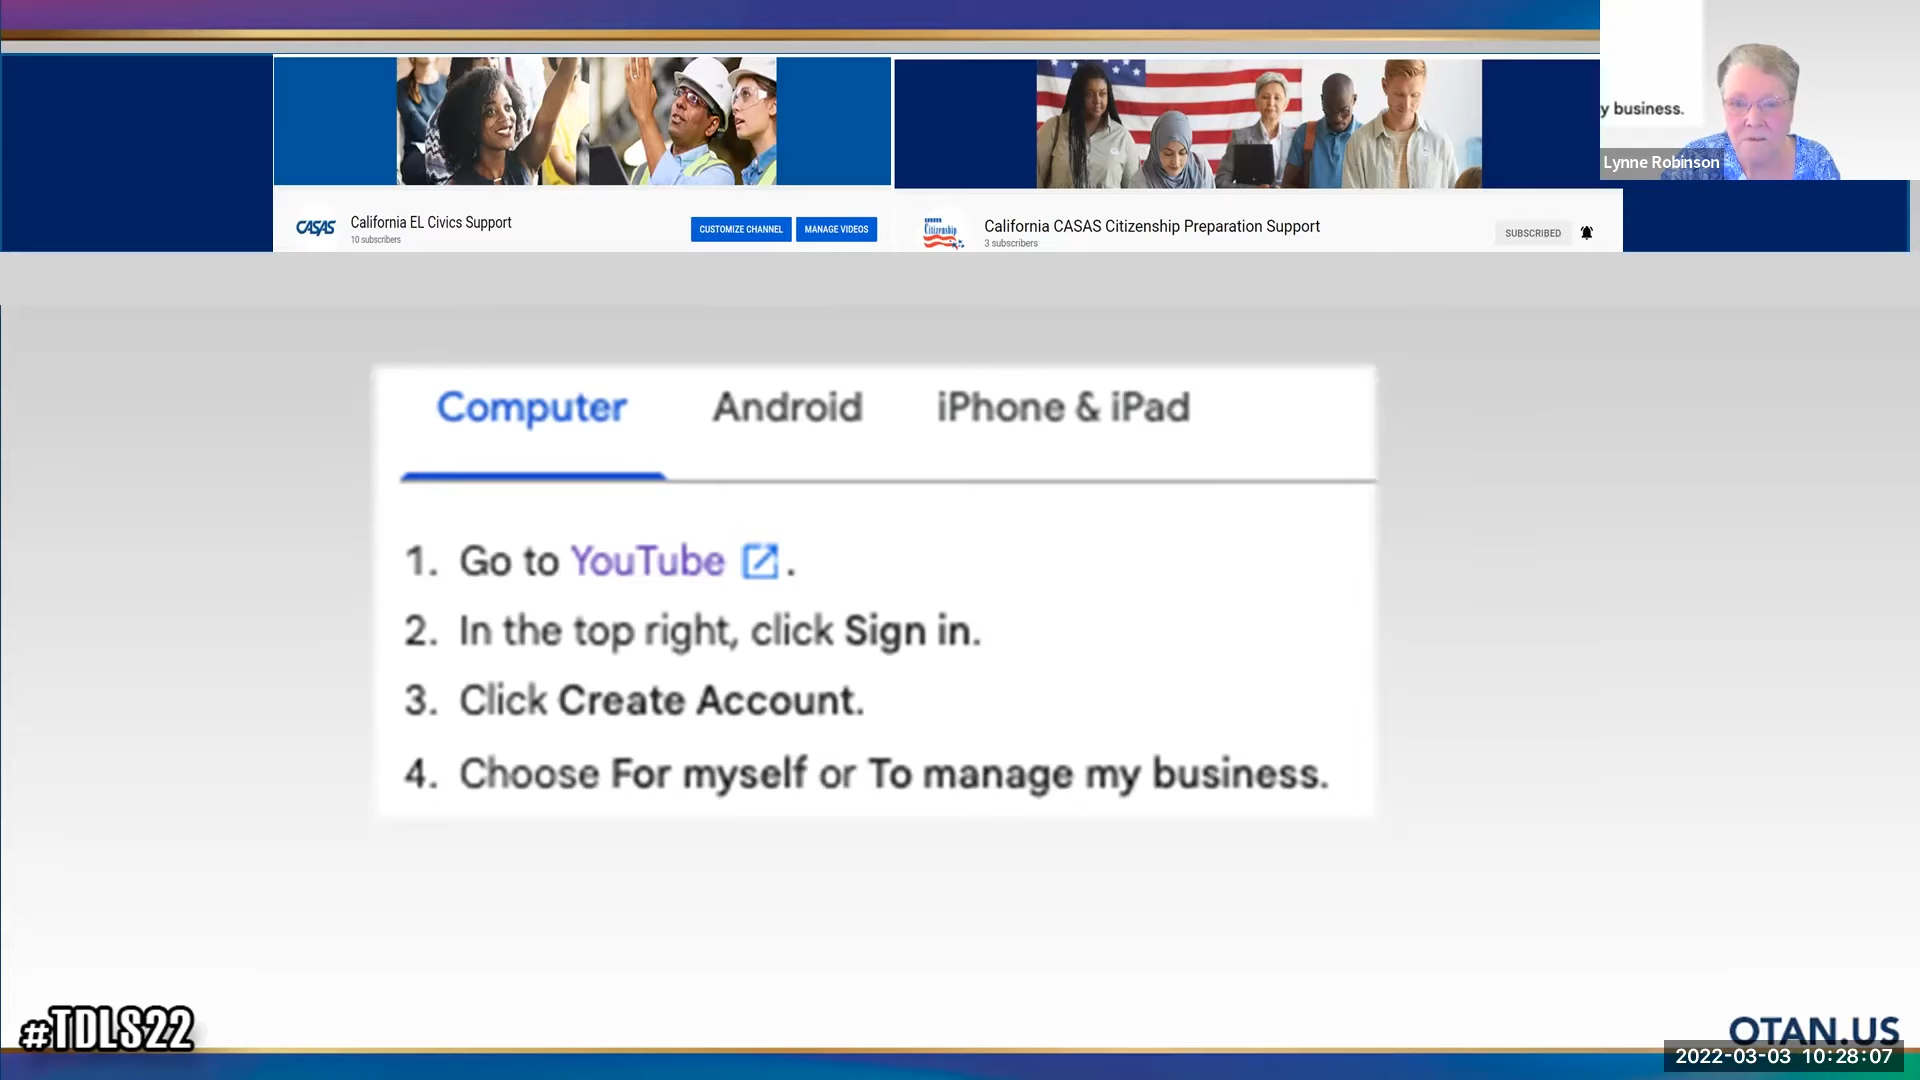 y business.
Lynne Robinson
CASAS
California EL Civics Support
10 subscribers
CUSTOMIZE CHANNEL
MANAGE VIDEOS
Citizenship
California CASAS Citizenship Preparation Support
3 subscribers
SUBSCRIBED
Computer
Android
iPhone & iPad
1. Go to YouTube .
2. In the top right, click Sign in.
3. Click Create Account.
4. Choose For myself or To manage my business.
#TDLS22
OTAN.US
2022-03-03 10:28:07